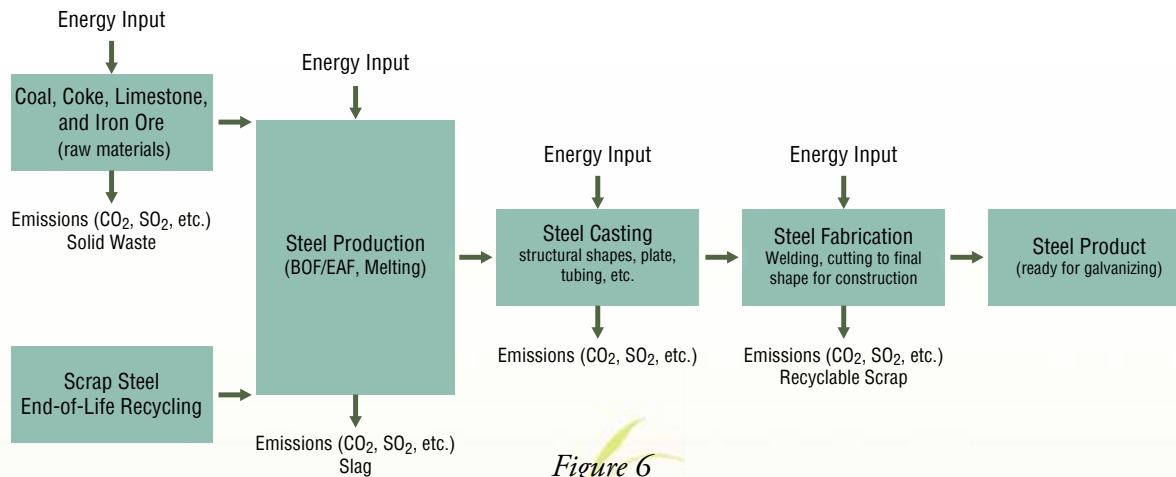 Energy Input
Coal, Coke, Limestone,
and Iron Ore
(raw materials)
Emissions (CO₂, SO₂, etc.)
Solid Waste
Scrap Steel
End-of-Life Recycling
Energy Input
Steel Production
(BOF/EAF, Melting)
Emissions (CO₂, SO₂, etc.)
Slag
Energy Input
Steel Casting
structural shapes, plate,
tubing, etc.
Emissions (CO₂, SO₂, etc.)
Energy Input
Steel Fabrication
Welding, cutting to final
shape for construction
Emissions (CO₂, SO₂, etc.)
Recyclable Scrap
Steel Product
(ready for galvanizing)
Figure 6